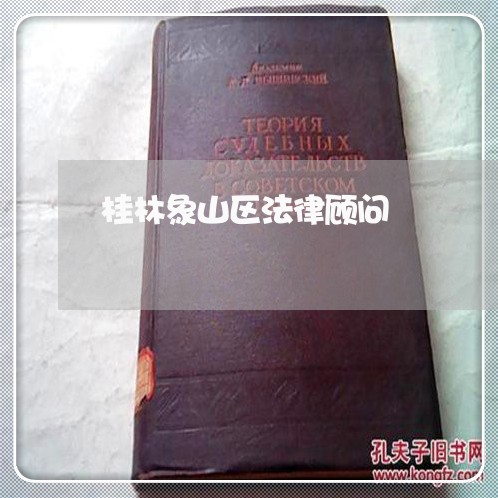 Академик
А.Я. ВЫШИНСКИЙ
ТЕОРИЯ
СУДЕБНЫХ
ДОКАЗАТЕЛЬСТВ
В СОВЕТСКОМ
桂林象山区法律顾问
孔夫子旧书网
www.kongfz.com